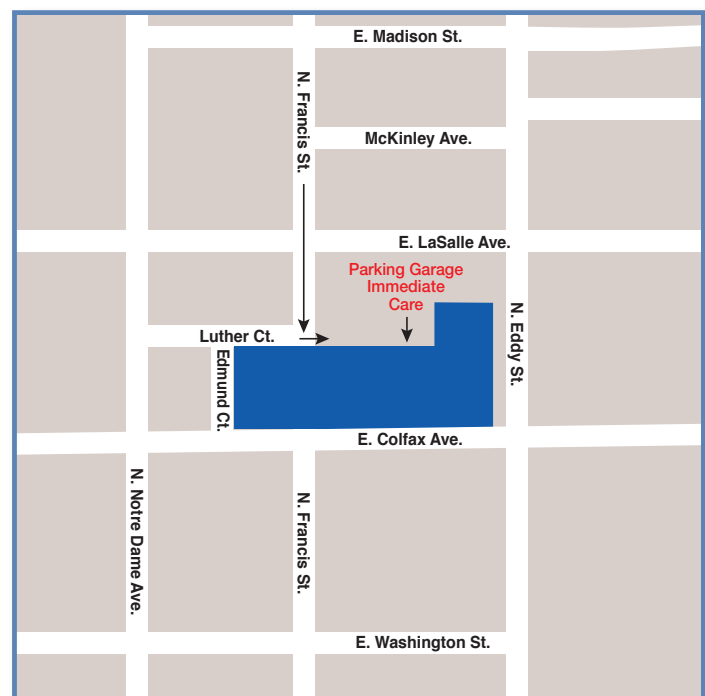 E. Madison St.
N. Francis St.
McKinley Ave.
E. LaSalle Ave.
Parking Garage
Immediate
Care
N. Eddy St.
Luther Ct.
Edmund Ct.
E. Colfax Ave.
N. Notre Dame Ave.
N. Francis St.
E. Washington St.